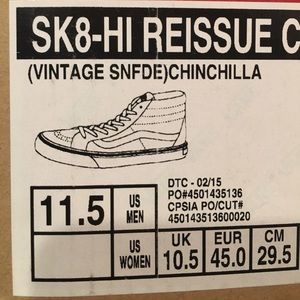 SK8-HI REISSUE C
(VINTAGE SNFDE)CHINCHILLA
DTC - 02/15
PO#4501435136
CPSIA PO/CUT#
450143513600020
11.5 US MEN
US WOMEN
UK 10.5
EUR 45.0
CM 29.5